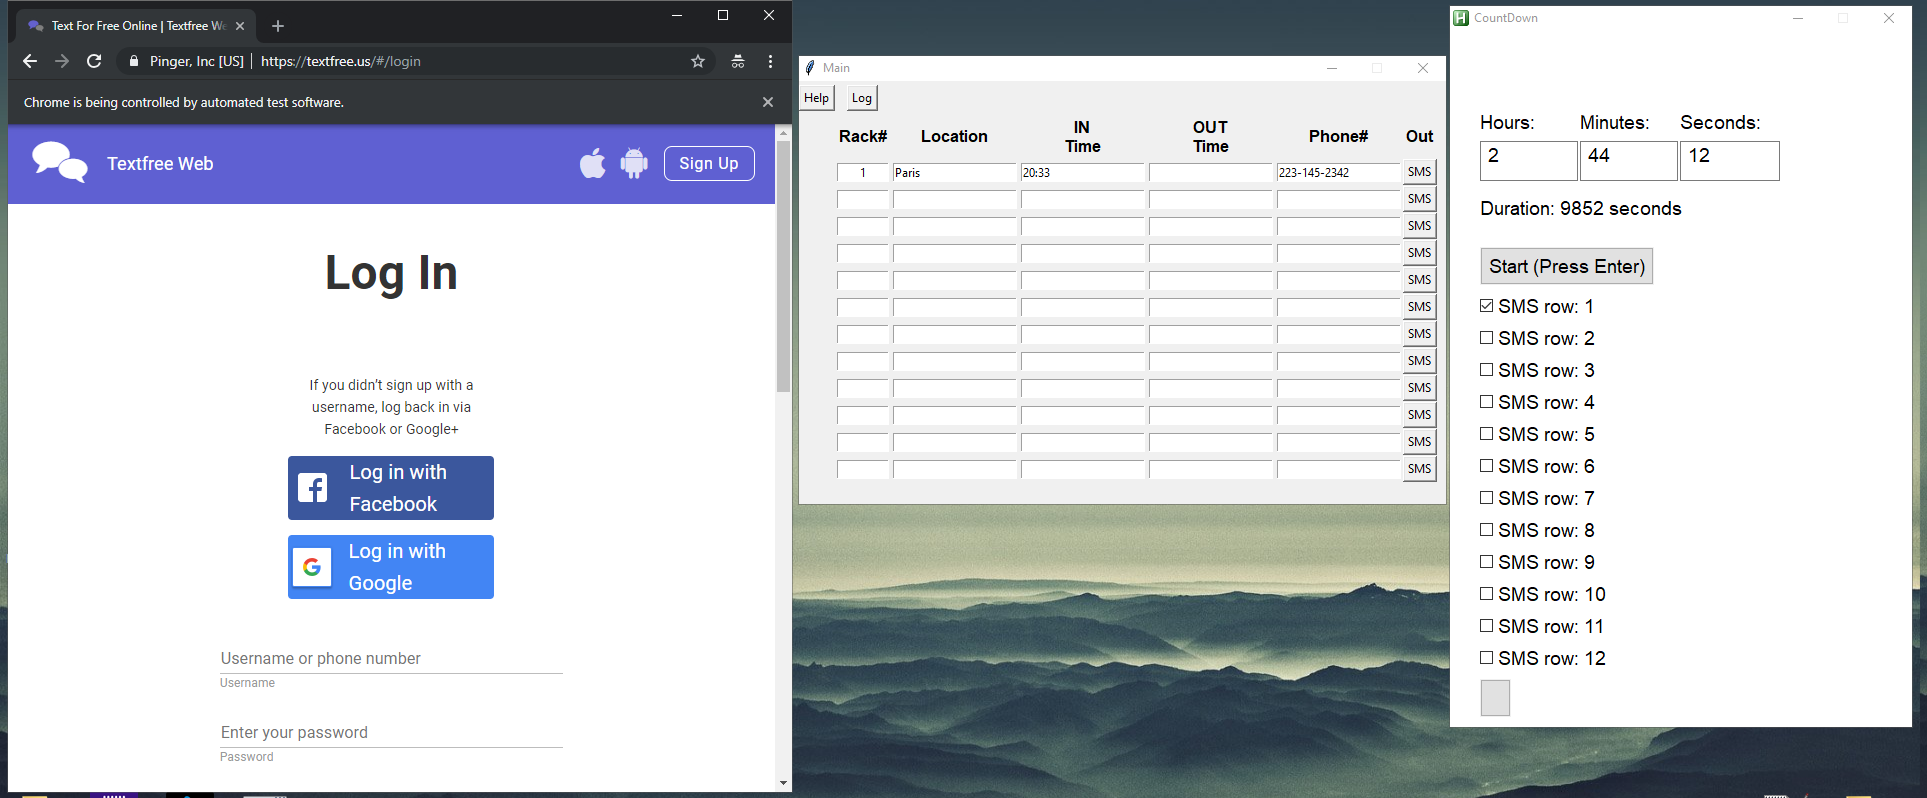 Text For Free Online | Textfree We
Pinger, Inc [US] | https://textfree.us/#/login
Chrome is being controlled by automated test software.
Textfree Web
Sign Up
Log In
If you didn’t sign up with a
username, log back in via
Facebook or Google+
Log in with
Facebook
Log in with
Google
Username or phone number
Username
Enter your password
Password
Main
Help Log
Rack# Location IN Time OUT Time Phone# Out
1 Paris 20:33 223-145-2342 SMS
SMS
SMS
SMS
SMS
SMS
SMS
SMS
SMS
SMS
SMS
SMS
CountDown
Hours: Minutes: Seconds:
2 44 12
Duration: 9852 seconds
Start (Press Enter)
SMS row: 1
SMS row: 2
SMS row: 3
SMS row: 4
SMS row: 5
SMS row: 6
SMS row: 7
SMS row: 8
SMS row: 9
SMS row: 10
SMS row: 11
SMS row: 12